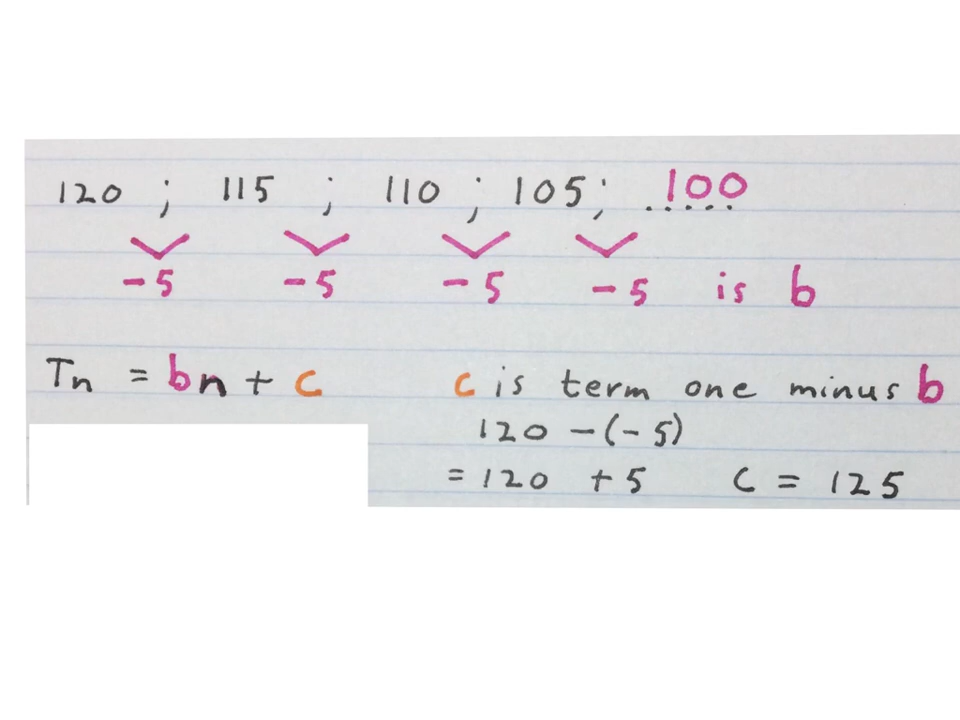 120 ; 115 ; 110 ; 105; .100....
-5 -5 -5 -5 is b
Tn = bn + c c is term one minus b
120 - (-5)
= 120 + 5 C = 125